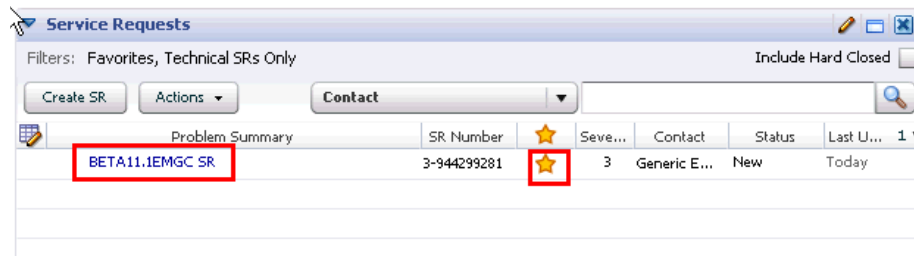 Service Requests
Filters: Favorites, Technical SRs Only Include Hard Closed
Create SR Actions Contact
Problem Summary SR Number Seve... Contact Status Last U... 1
BETA11.1EMGC SR 3-944299281 3 Generic E... New Today